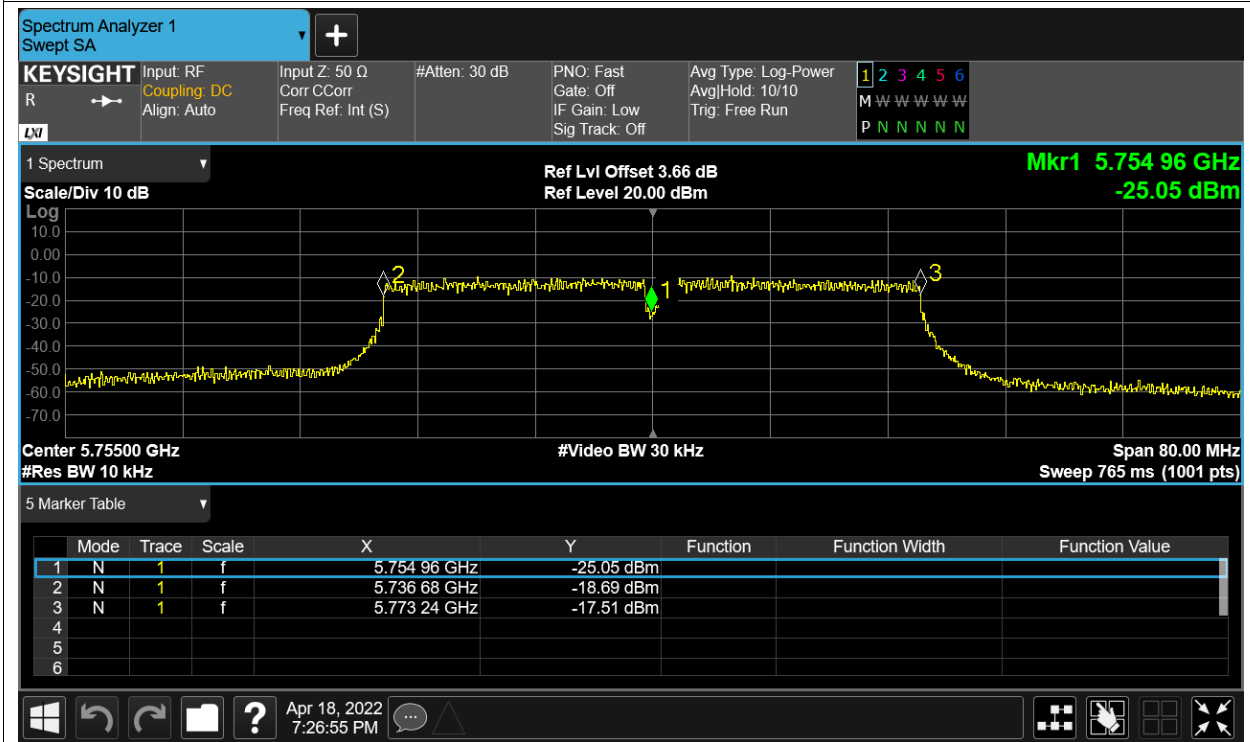 Spectrum Analyzer 1
Swept SA
KEYSIGHT
R
LXI
Input: RF
Coupling: DC
Align: Auto
Input Z: 50 Ω
Corr CCorr
Freq Ref: Int (S)
#Atten: 30 dB
PNO: Fast
Gate: Off
IF Gain: Low
Sig Track: Off
Avg Type: Log-Power
Avg|Hold: 10/10
Trig: Free Run
1 2 3 4 5 6
M W W W W W
P N N N N N
1 Spectrum
Scale/Div 10 dB
Ref Lvl Offset 3.66 dB
Ref Level 20.00 dBm
Mkr1 5.754 96 GHz
-25.05 dBm
Log
10.0
0.00
-10.0
-20.0
-30.0
-40.0
-50.0
-60.0
-70.0
2
1
3
Center 5.75500 GHz
#Video BW 30 kHz
Span 80.00 MHz
#Res BW 10 kHz
Sweep 765 ms (1001 pts)
5 Marker Table
Mode Trace Scale X Y Function Function Width Function Value
1 N 1 f 5.754 96 GHz -25.05 dBm
2 N 1 f 5.736 68 GHz -18.69 dBm
3 N 1 f 5.773 24 GHz -17.51 dBm
4
5
6
?
Apr 18, 2022
7:26:55 PM